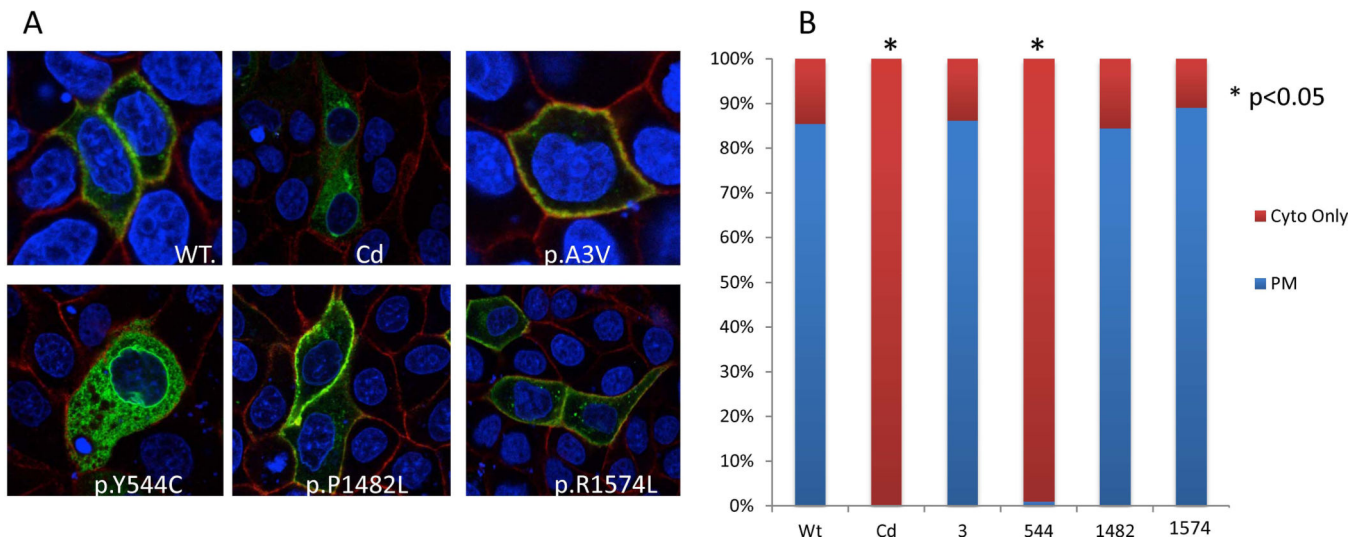 A
WT.
Cd
p.A3V
p.Y544C
p.P1482L
p.R1574L
B
* *
100%
90%
80%
70%
60%
50%
40%
30%
20%
10%
0%
Wt Cd 3 544 1482 1574
* p<0.05
Cyto Only
PM